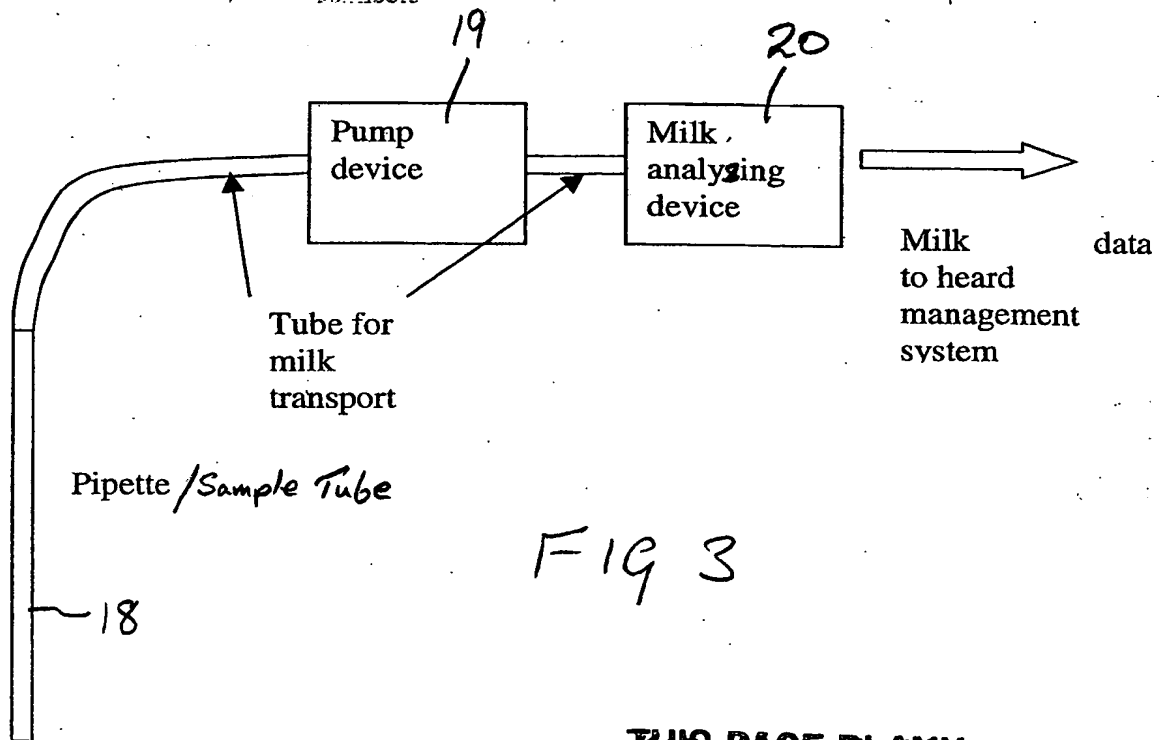 19
20
Pump
device
Milk
analysing
device
Milk data
to heard
management
system
Tube for
milk
transport
Pipette /Sample Tube
FIG 3
18